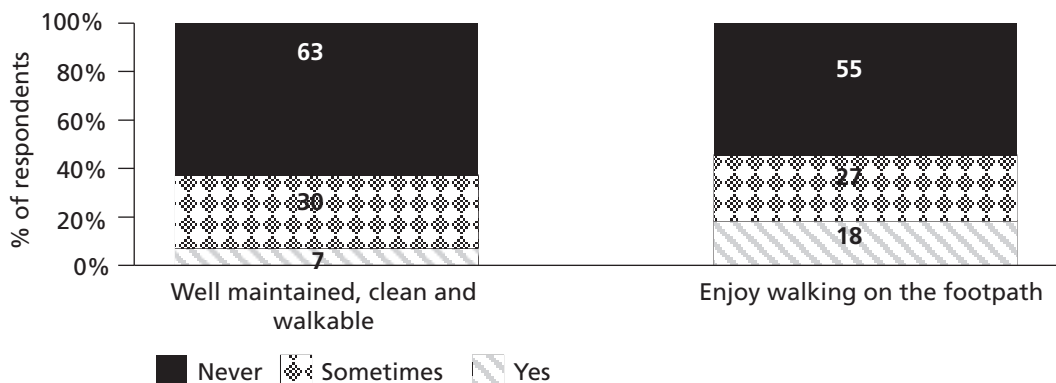 % of respondents
100%
80%
60%
40%
20%
0%
63
30
7
55
27
18
Well maintained, clean and
walkable
Enjoy walking on the footpath
Never Sometimes Yes